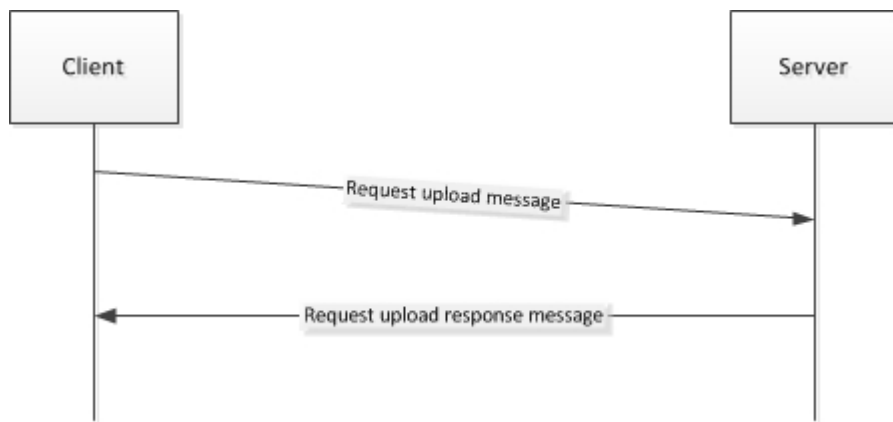 Client
Server
Request upload message
Request upload response message